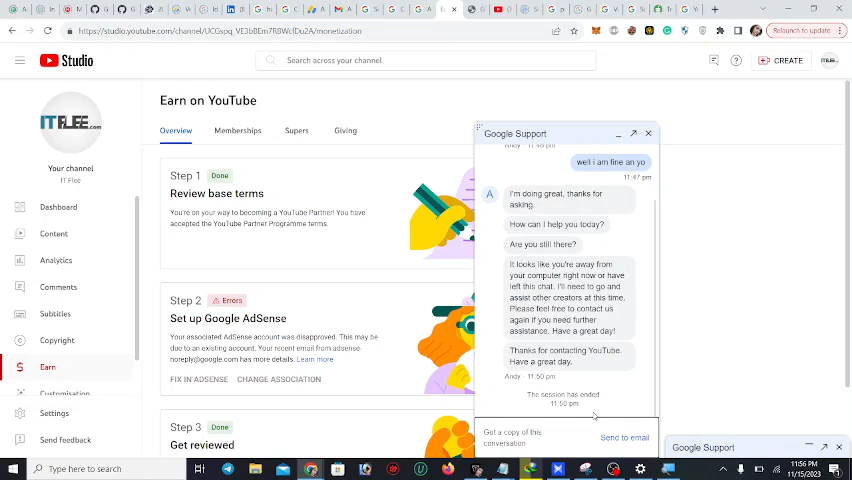 https://studio.youtube.com/channel/UCGspq_VE3bBEm7RBWcfDu2A/monetization
Relaunch to update
Studio
Search across your channel
CREATE
ITFLEE.com
Your channel
IT Flee
Dashboard
Content
Analytics
Comments
Subtitles
Copyright
Earn
Customisation
Settings
Send feedback
Earn on YouTube
Overview
Memberships
Supers
Giving
Step 1
Done
Review base terms
You're on your way to becoming a YouTube Partner! You have
accepted the YouTube Partner Programme terms.
Step 2
Errors
Set up Google AdSense
Your associated AdSense account was disapproved. This may be
due to an existing account. Your recent email from adsense-
noreply@google.com has more details. Learn more
FIX IN ADSENSE
CHANGE ASSOCIATION
Step 3
Done
Get reviewed
Google Support
well i am fine an yo
11:47 pm
A
I'm doing great, thanks for
asking.
How can I help you today?
Are you still there?
It looks like you're away from
your computer right now or have
left this chat. I'll need to go and
assist other creators at this time.
Please feel free to contact us
again if you need further
assistance. Have a great day!
Thanks for contacting YouTube.
Have a great day.
Andy - 11:50 pm
The session has ended
11:50 pm
Get a copy of this
conversation
Send to email
Google Support
Type here to search
11:56 PM
11/15/2023